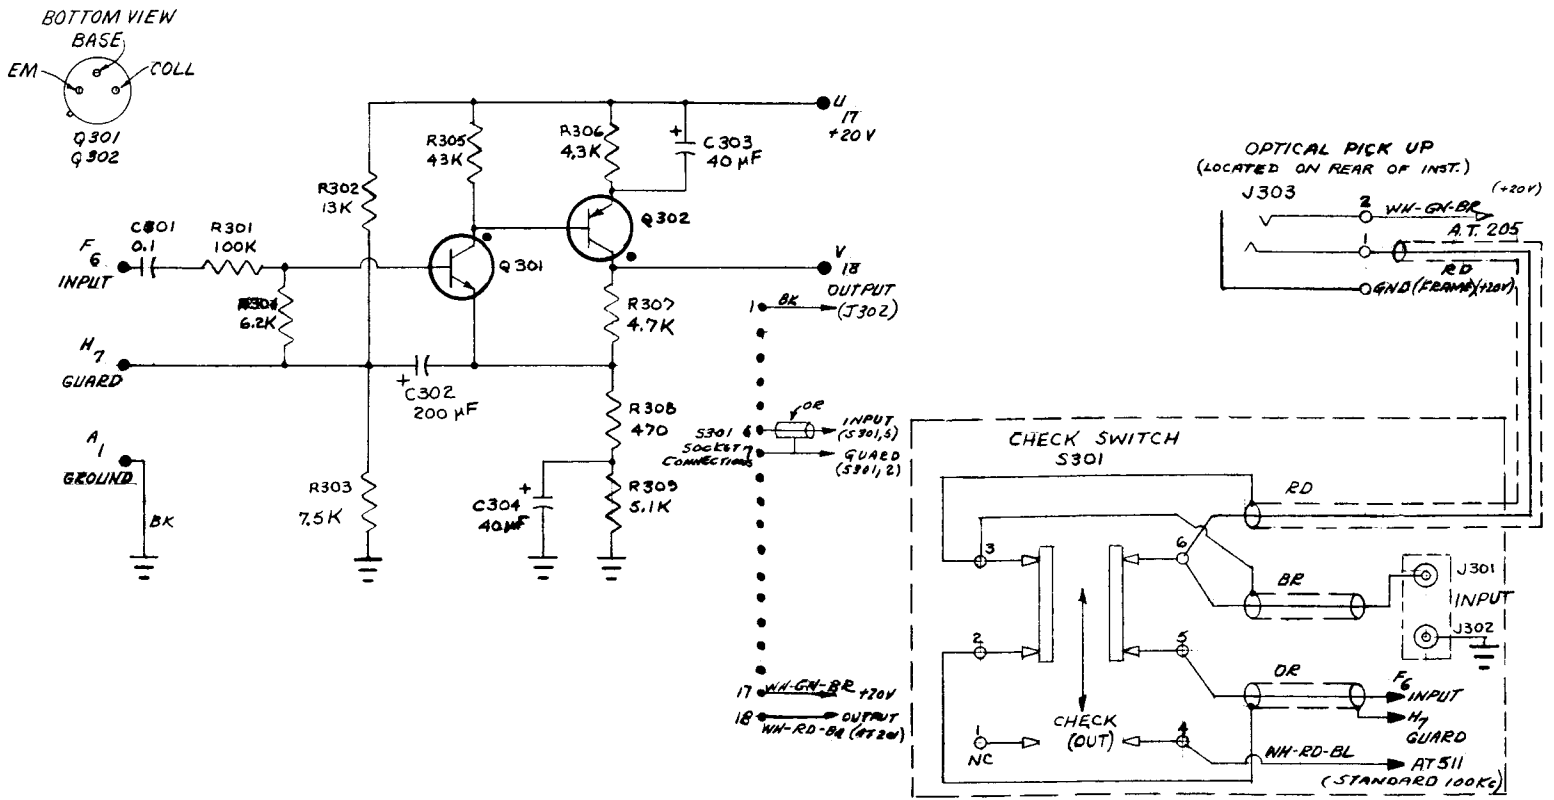 BOTTOM VIEW
BASE
EM
COLL
Q301
Q302
U
17
+20V
R305
43K
R306
4.3K
+
C303
40 µF
R302
13K
Q302
C301
0.1
R301
100K
F
6
INPUT
Q301
V
18
OUTPUT
(J302)
6.2K
R307
4.7K
1
BK
H
7
GUARD
+
C302
200 µF
R308
470
A
1
GROUND
BK
R303
7.5K
+
C304
40µF
R309
5.1K
OR
S301
SOCKET
CONNECTIONS
6
7
INPUT
(S301,5)
GUARD
(S301,2)
17
WH-GN-BR
+20V
18
OUTPUT
WH-RD-BL (AT201)
OPTICAL PICK UP
(LOCATED ON REAR OF INST.)
J303
(+20V)
2
WH-GN-BR
A.T. 205
1
RD
GND (FRAME)(+20V)
CHECK SWITCH
S301
RD
3
6
BR
J301
INPUT
J302
2
5
OR
F
6
INPUT
H
7
GUARD
CHECK
(OUT)
1
NC
4
WH-RD-BL
AT511
(STANDARD 100KC)